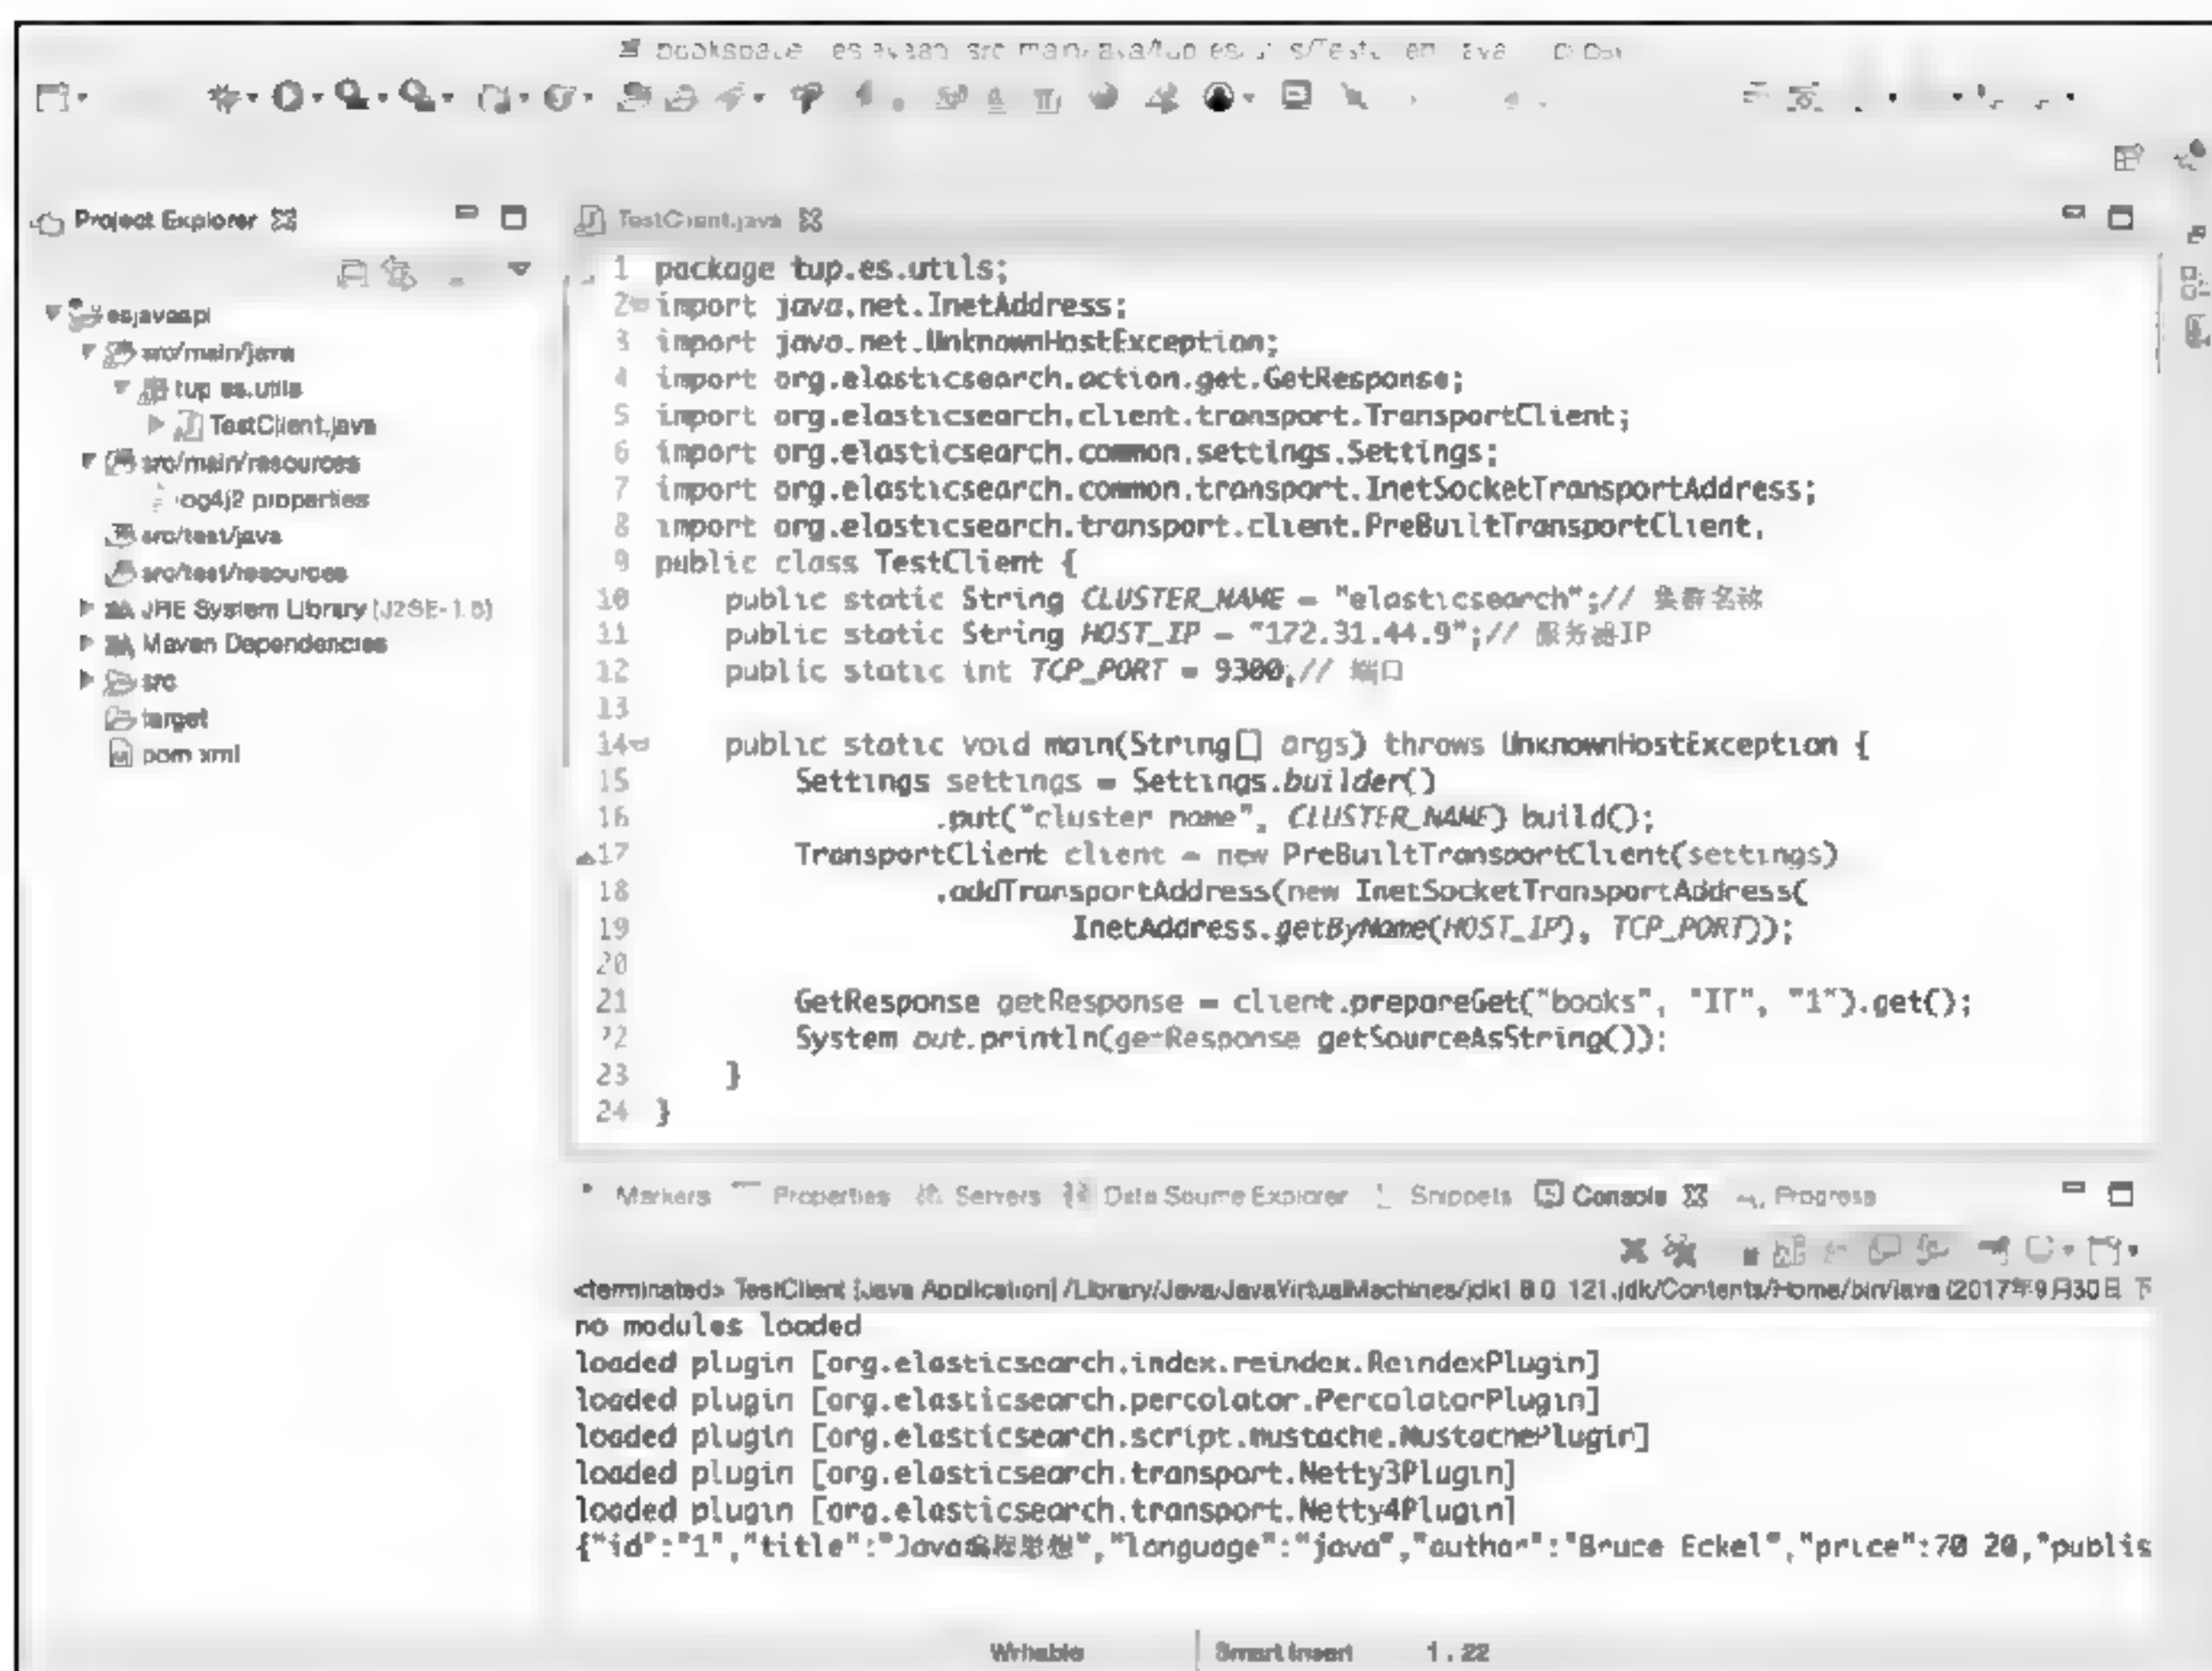 Project Explorer
esjavaapi
src/main/java
tup.es.utils
TestClient.java
src/main/resources
log4j2.properties
src/test/java
src/test/resources
JRE System Library [J2SE-1.5]
Maven Dependencies
src
target
pom.xml
TestClient.java
1 package tup.es.utils;
2 import java.net.InetAddress;
3 import java.net.UnknownHostException;
4 import org.elasticsearch.action.get.GetResponse;
5 import org.elasticsearch.client.transport.TransportClient;
6 import org.elasticsearch.common.settings.Settings;
7 import org.elasticsearch.common.transport.InetSocketTransportAddress;
8 import org.elasticsearch.transport.client.PreBuiltTransportClient;
9 public class TestClient {
10 public static String CLUSTER_NAME = "elasticsearch";// 集群名称
11 public static String HOST_IP = "172.31.44.9";// 服务器IP
12 public static int TCP_PORT = 9300;// 端口
13
14 public static void main(String[] args) throws UnknownHostException {
15 Settings settings = Settings.builder()
16 .put("cluster.name", CLUSTER_NAME).build();
17 TransportClient client = new PreBuiltTransportClient(settings)
18 .addTransportAddress(new InetSocketTransportAddress(
19 InetAddress.getByName(HOST_IP), TCP_PORT));
20
21 GetResponse getResponse = client.prepareGet("books", "IT", "1").get();
22 System.out.println(getResponse.getSourceAsString());
23 }
24 }
Markers Properties Servers Data Source Explorer Snippets Console Progress
<terminated> TestClient [Java Application] /Library/Java/JavaVirtualMachines/jdk1.8.0_121.jdk/Contents/Home/bin/java (2017年9月30日 下
no modules loaded
loaded plugin [org.elasticsearch.index.reindex.ReindexPlugin]
loaded plugin [org.elasticsearch.percolator.PercolatorPlugin]
loaded plugin [org.elasticsearch.script.mustache.MustachePlugin]
loaded plugin [org.elasticsearch.transport.Netty3Plugin]
loaded plugin [org.elasticsearch.transport.Netty4Plugin]
{"id":"1","title":"Java编程思想","language":"java","author":"Bruce Eckel","price":70.20,"publis
Writable Smart Insert 1 : 22